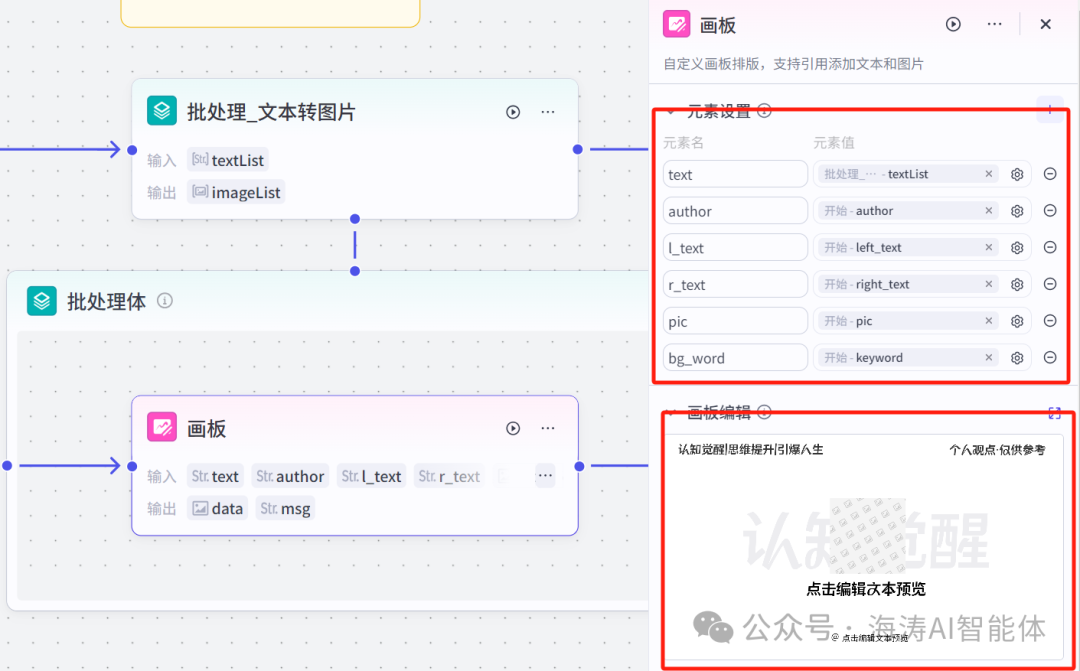 批处理_文本转图片
输入 Str textList
输出 imageList
批处理体
画板
输入 Str. text Str. author Str. l_text Str. r_text
输出 data Str. msg
画板
自定义画板排版，支持引用添加文本和图片
元素设置
元素名 元素值
text 批处理_… - textList
author 开始 - author
l_text 开始 - left_text
r_text 开始 - right_text
pic 开始 - pic
bg_word 开始 - keyword
画板编辑
认知觉醒|思维提升|引爆人生 个人观点·仅供参考
认知觉醒
点击编辑文本预览
公众号 · 海涛AI智能体
@ 点击编辑文本预览